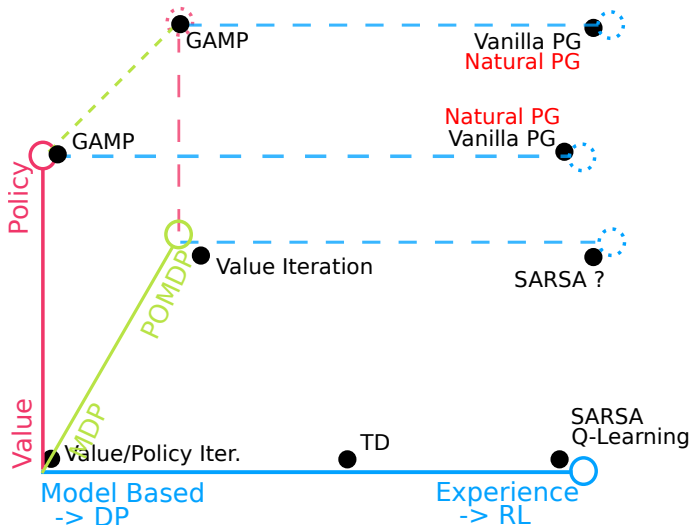 GAMP
Vanilla PG
Natural PG
Natural PG
Vanilla PG
GAMP
Policy
Value Iteration
SARSA ?
POMDP
MDP
Value
Value/Policy Iter.
TD
SARSA
Q-Learning
Model Based
-> DP
Experience
-> RL